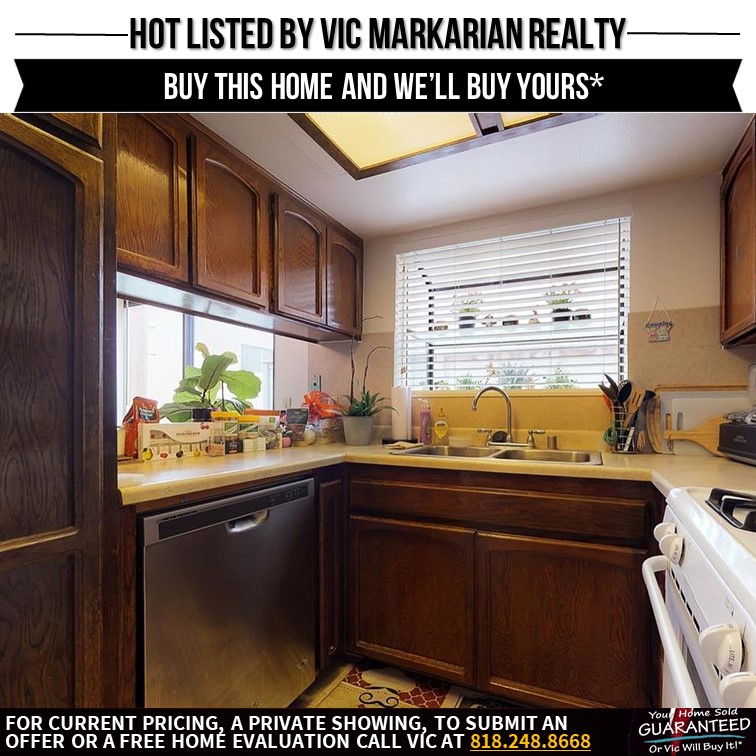 HOT LISTED BY VIC MARKARIAN REALTY
BUY THIS HOME AND WE'LL BUY YOURS*
FOR CURRENT PRICING, A PRIVATE SHOWING, TO SUBMIT AN
OFFER OR A FREE HOME EVALUATION CALL VIC AT 818.248.8668
Your Home Sold
GUARANTEED
Or Vic Will Buy It!